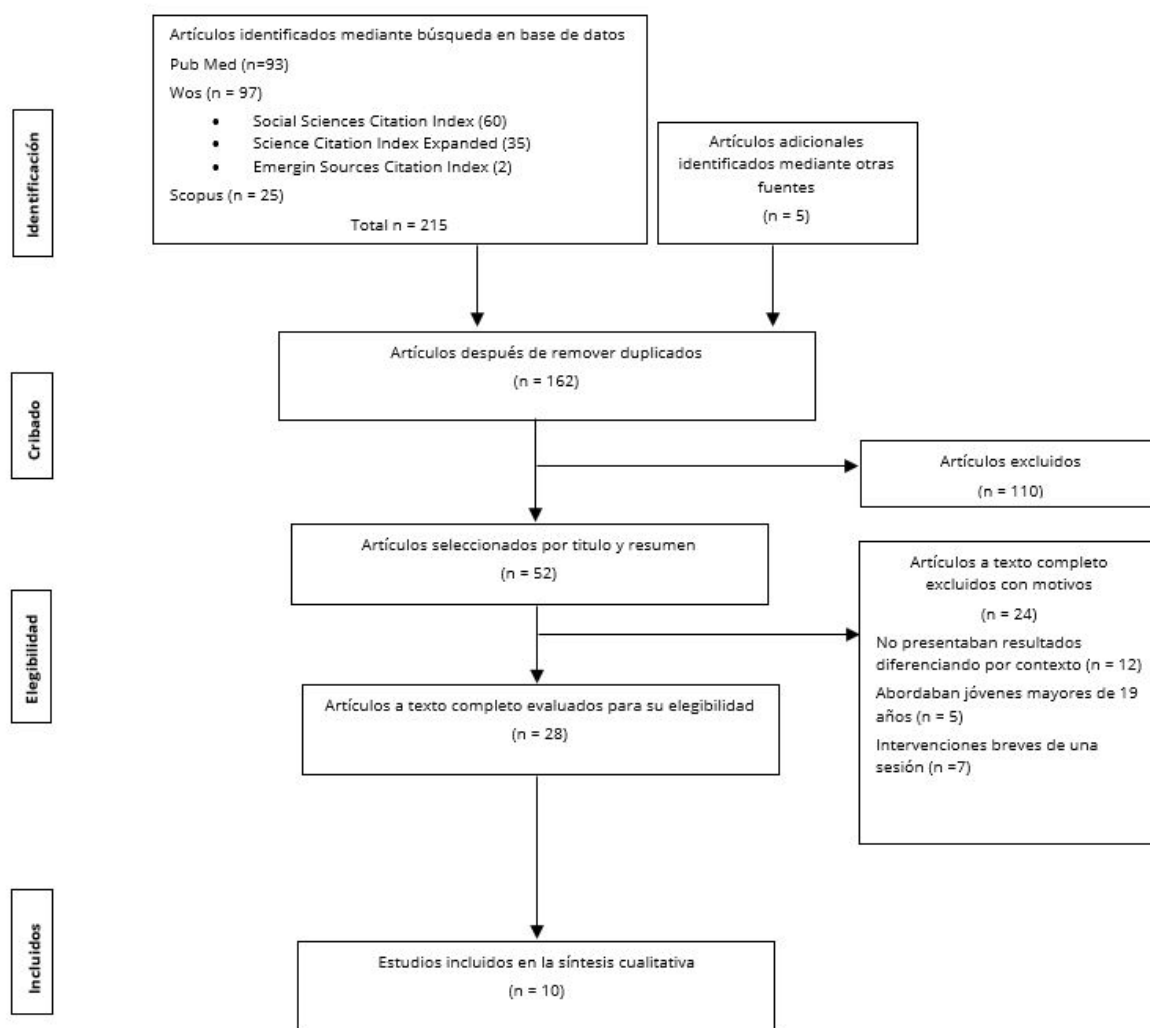 Artículos identificados mediante búsqueda en base de datos
Pub Med (n=93)
Wos (n = 97)
• Social Sciences Citation Index (60)
• Science Citation Index Expanded (35)
• Emergin Sources Citation Index (2)
Scopus (n = 25)
Total n = 215
Artículos adicionales
identificados mediante otras
fuentes
(n = 5)
Identificación
Artículos después de remover duplicados
(n = 162)
Cribado
Artículos excluidos
(n = 110)
Artículos seleccionados por titulo y resumen
(n = 52)
Artículos a texto completo
excluidos con motivos
(n = 24)
No presentaban resultados
diferenciando por contexto (n = 12)
Abordaban jóvenes mayores de 19
años (n = 5)
Intervenciones breves de una
sesión (n =7)
Elegibilidad
Artículos a texto completo evaluados para su elegibilidad
(n = 28)
Incluidos
Estudios incluidos en la síntesis cualitativa
(n = 10)